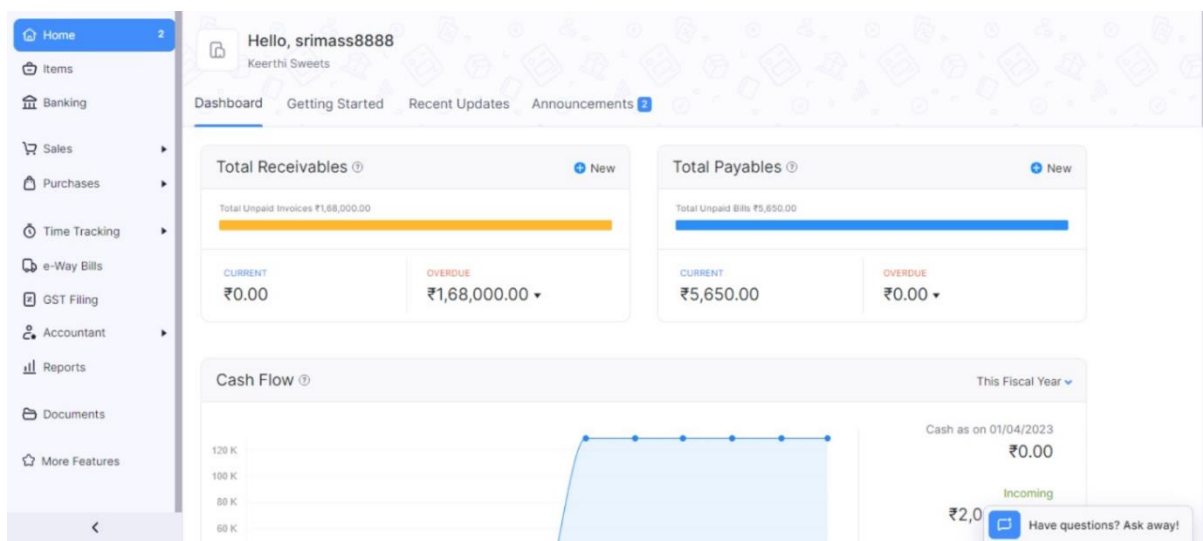 Home 2
Items
Banking
Sales
Purchases
Time Tracking
e-Way Bills
GST Filing
Accountant
Reports
Documents
More Features
Hello, srimass8888
Keerthi Sweets
Dashboard Getting Started Recent Updates Announcements 2
Total Receivables New
Total Unpaid Invoices ₹1,68,000.00
CURRENT OVERDUE
₹0.00 ₹1,68,000.00
Total Payables New
Total Unpaid Bills ₹5,650.00
CURRENT OVERDUE
₹5,650.00 ₹0.00
Cash Flow This Fiscal Year
120 K
100 K
80 K
60 K
Cash as on 01/04/2023
₹0.00
Incoming
₹2,0
Have questions? Ask away!